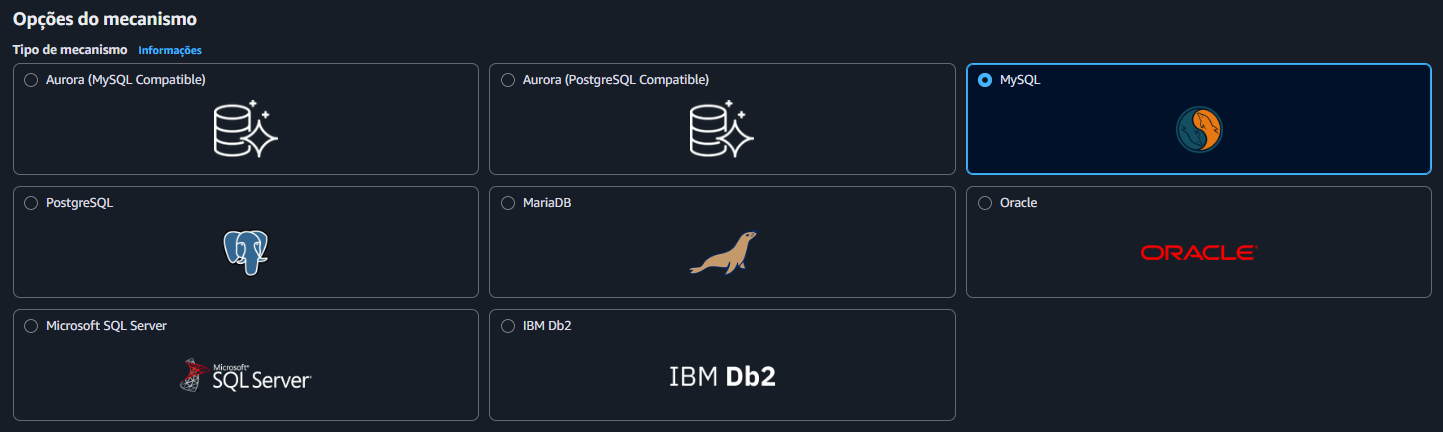 Opções do mecanismo
Tipo de mecanismo Informações
Aurora (MySQL Compatible)
Aurora (PostgreSQL Compatible)
MySQL
PostgreSQL
MariaDB
Oracle
ORACLE
Microsoft SQL Server
Microsoft
SQL Server
IBM Db2
IBM Db2